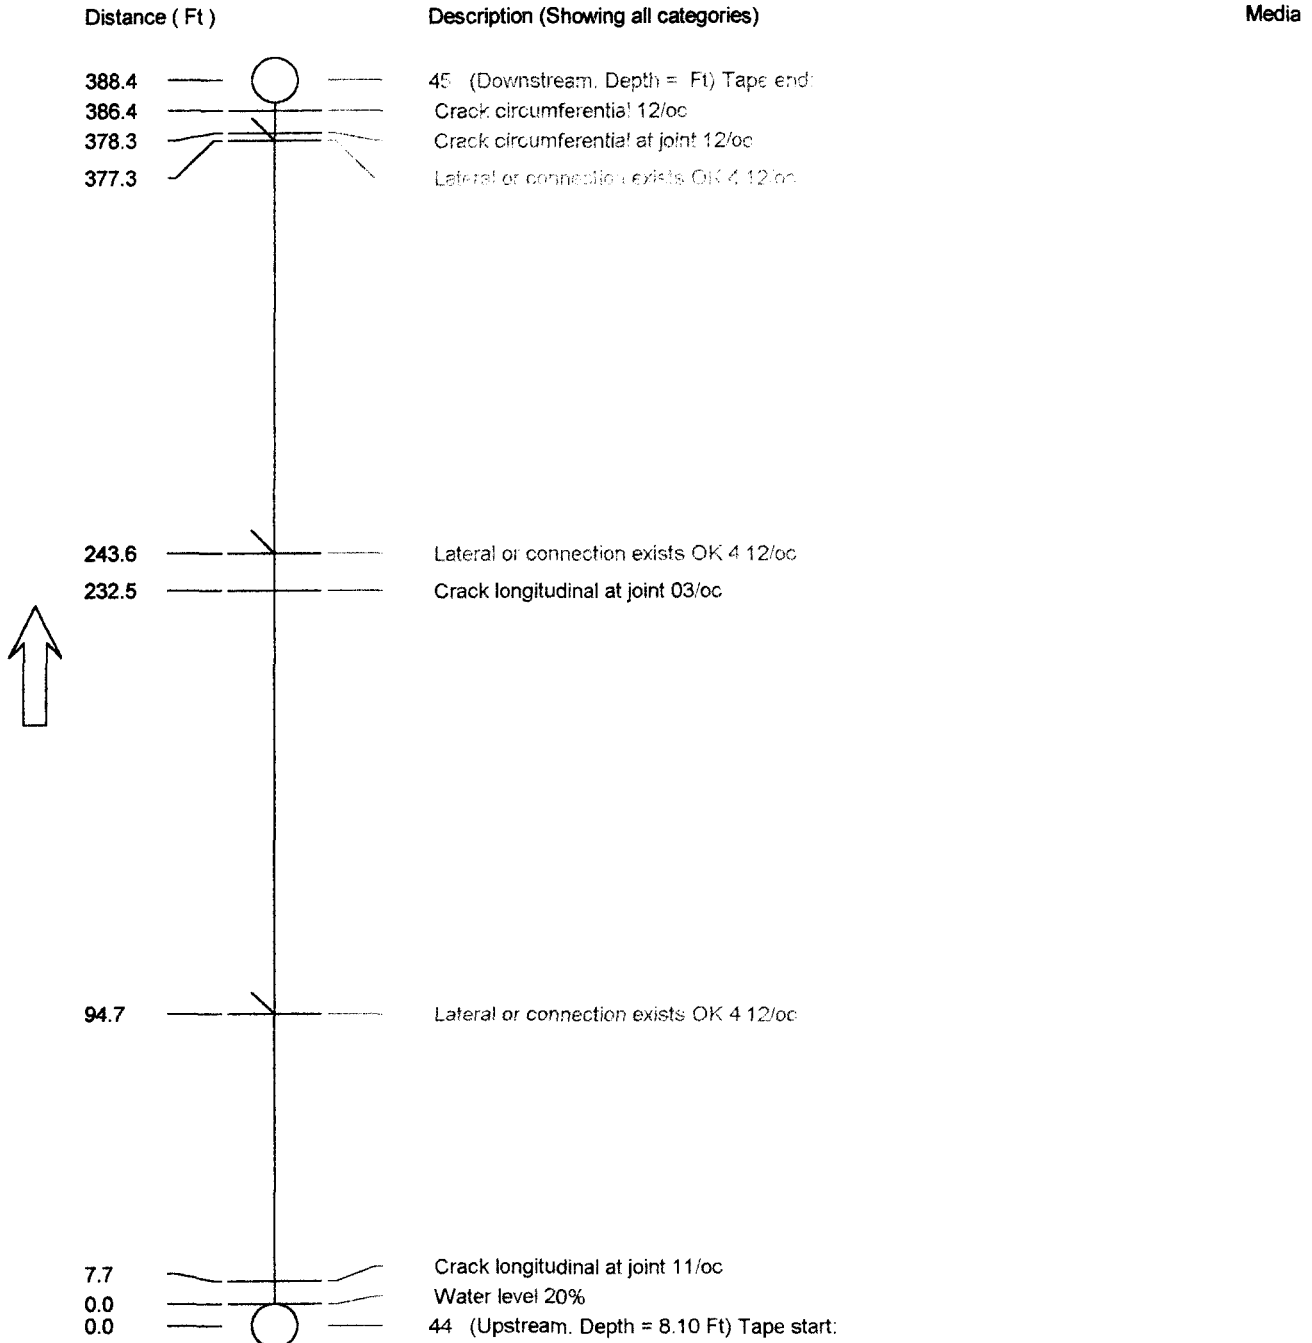 Distance ( Ft ) Description (Showing all categories) Media
388.4 45 (Downstream. Depth = Ft) Tape end:
386.4 Crack circumferential 12/oc
378.3 Crack circumferential at joint 12/oc
377.3 Lateral or connection exists OK 4 12/oc
243.6 Lateral or connection exists OK 4 12/oc
232.5 Crack longitudinal at joint 03/oc
94.7 Lateral or connection exists OK 4 12/oc
7.7 Crack longitudinal at joint 11/oc
0.0 Water level 20%
0.0 44 (Upstream. Depth = 8.10 Ft) Tape start: